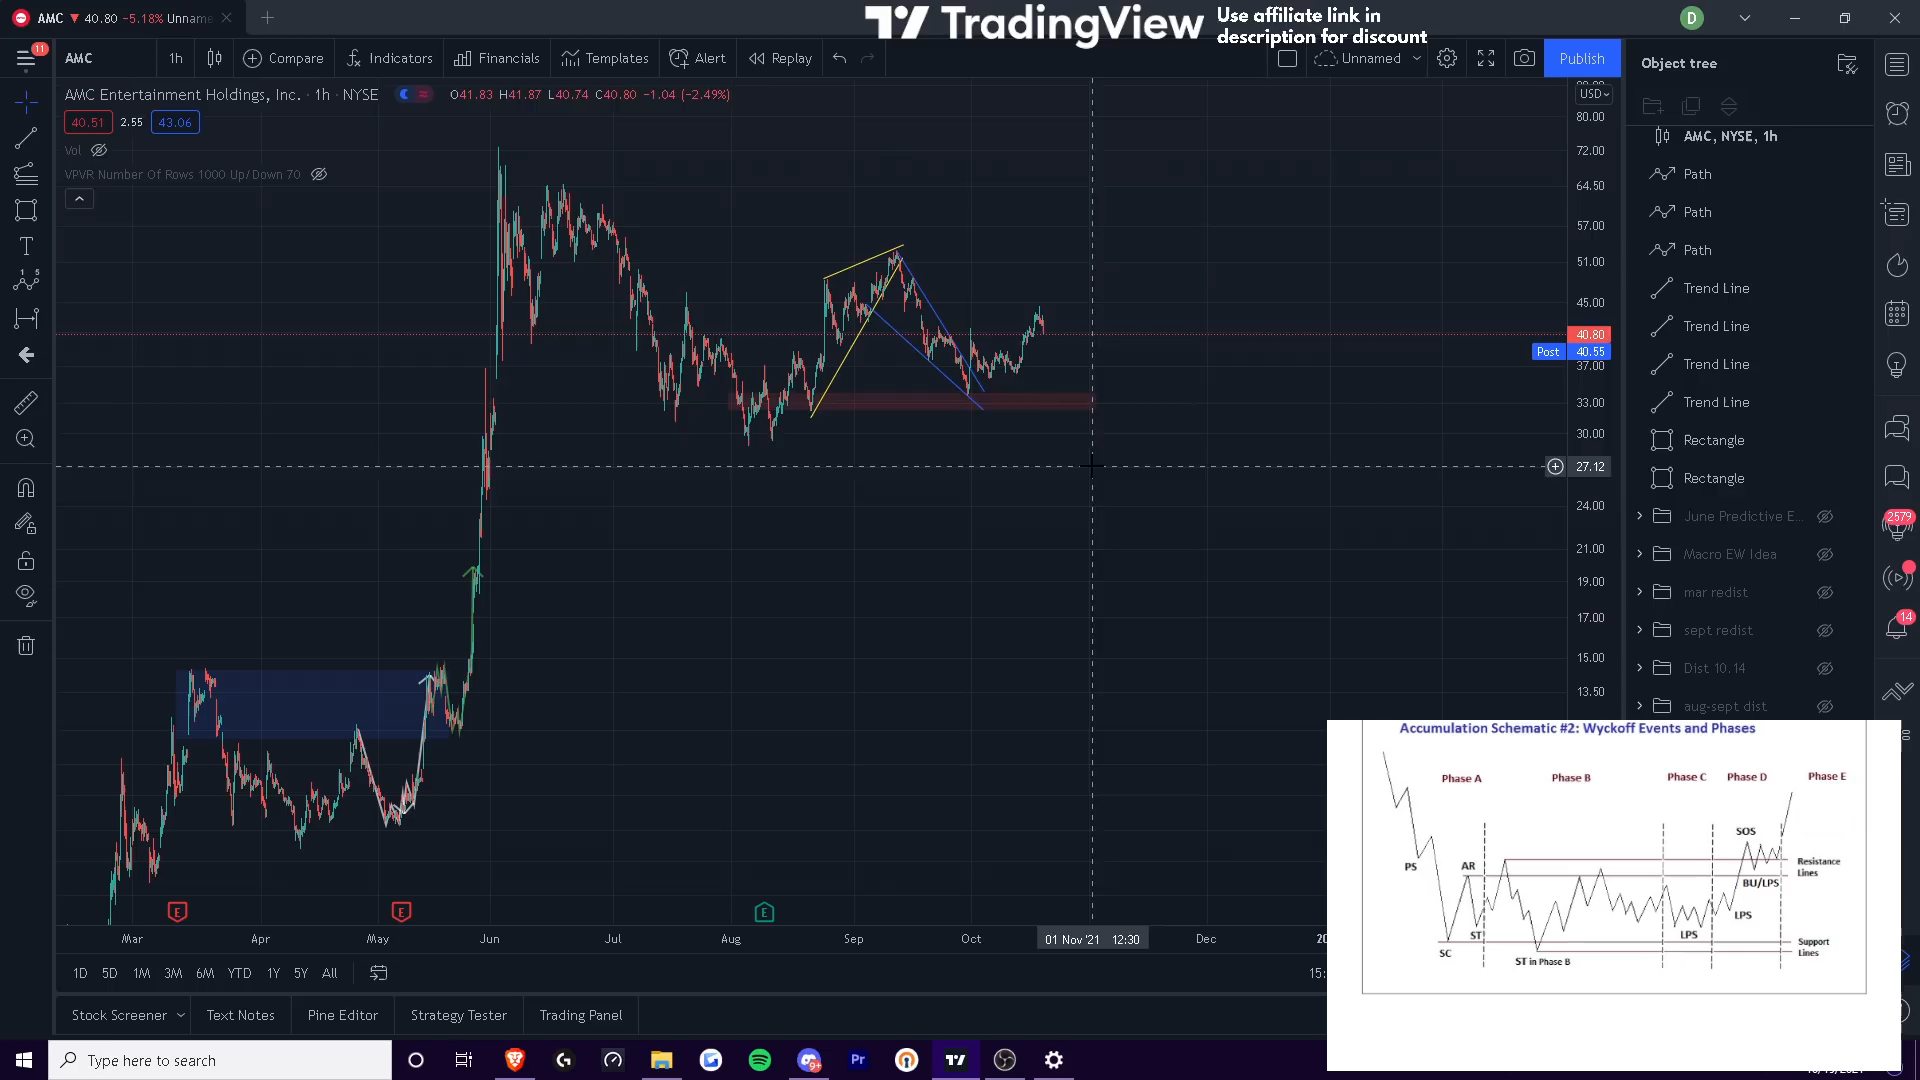 AMC ▼ 40.80 -5.18% Unname
TradingView
Use affiliate link in
description for discount
D
11
AMC
1h
Compare
Indicators
Financials
Templates
Alert
Replay
Unnamed
Publish
Object tree
AMC Entertainment Holdings, Inc. · 1h · NYSE
O41.83 H41.87 L40.74 C40.80 -1.04 (-2.49%)
40.51
2.55
43.06
Vol
VPVR Number Of Rows 1000 Up/Down 70
USD
80.00
72.00
64.50
57.00
51.00
45.00
40.80
Post 40.55
37.00
33.00
30.00
27.12
24.00
21.00
19.00
17.00
15.00
13.50
AMC, NYSE, 1h
Path
Path
Path
Trend Line
Trend Line
Trend Line
Trend Line
Rectangle
Rectangle
June Predictive E...
Macro EW Idea
mar redist
sept redist
Dist 10.14
aug-sept dist
2579
14
E
E
E
Mar
Apr
May
Jun
Jul
Aug
Sep
Oct
01 Nov '21 12:30
Dec
20
1D
5D
1M
3M
6M
YTD
1Y
5Y
All
15:
Stock Screener
Text Notes
Pine Editor
Strategy Tester
Trading Panel
Accumulation Schematic #2: Wyckoff Events and Phases
Phase A
Phase B
Phase C
Phase D
Phase E
PS
AR
SC
ST
ST in Phase B
LPS
SOS
BU/LPS
LPS
Resistance
Lines
Support
Lines
Type here to search
9+
Pr